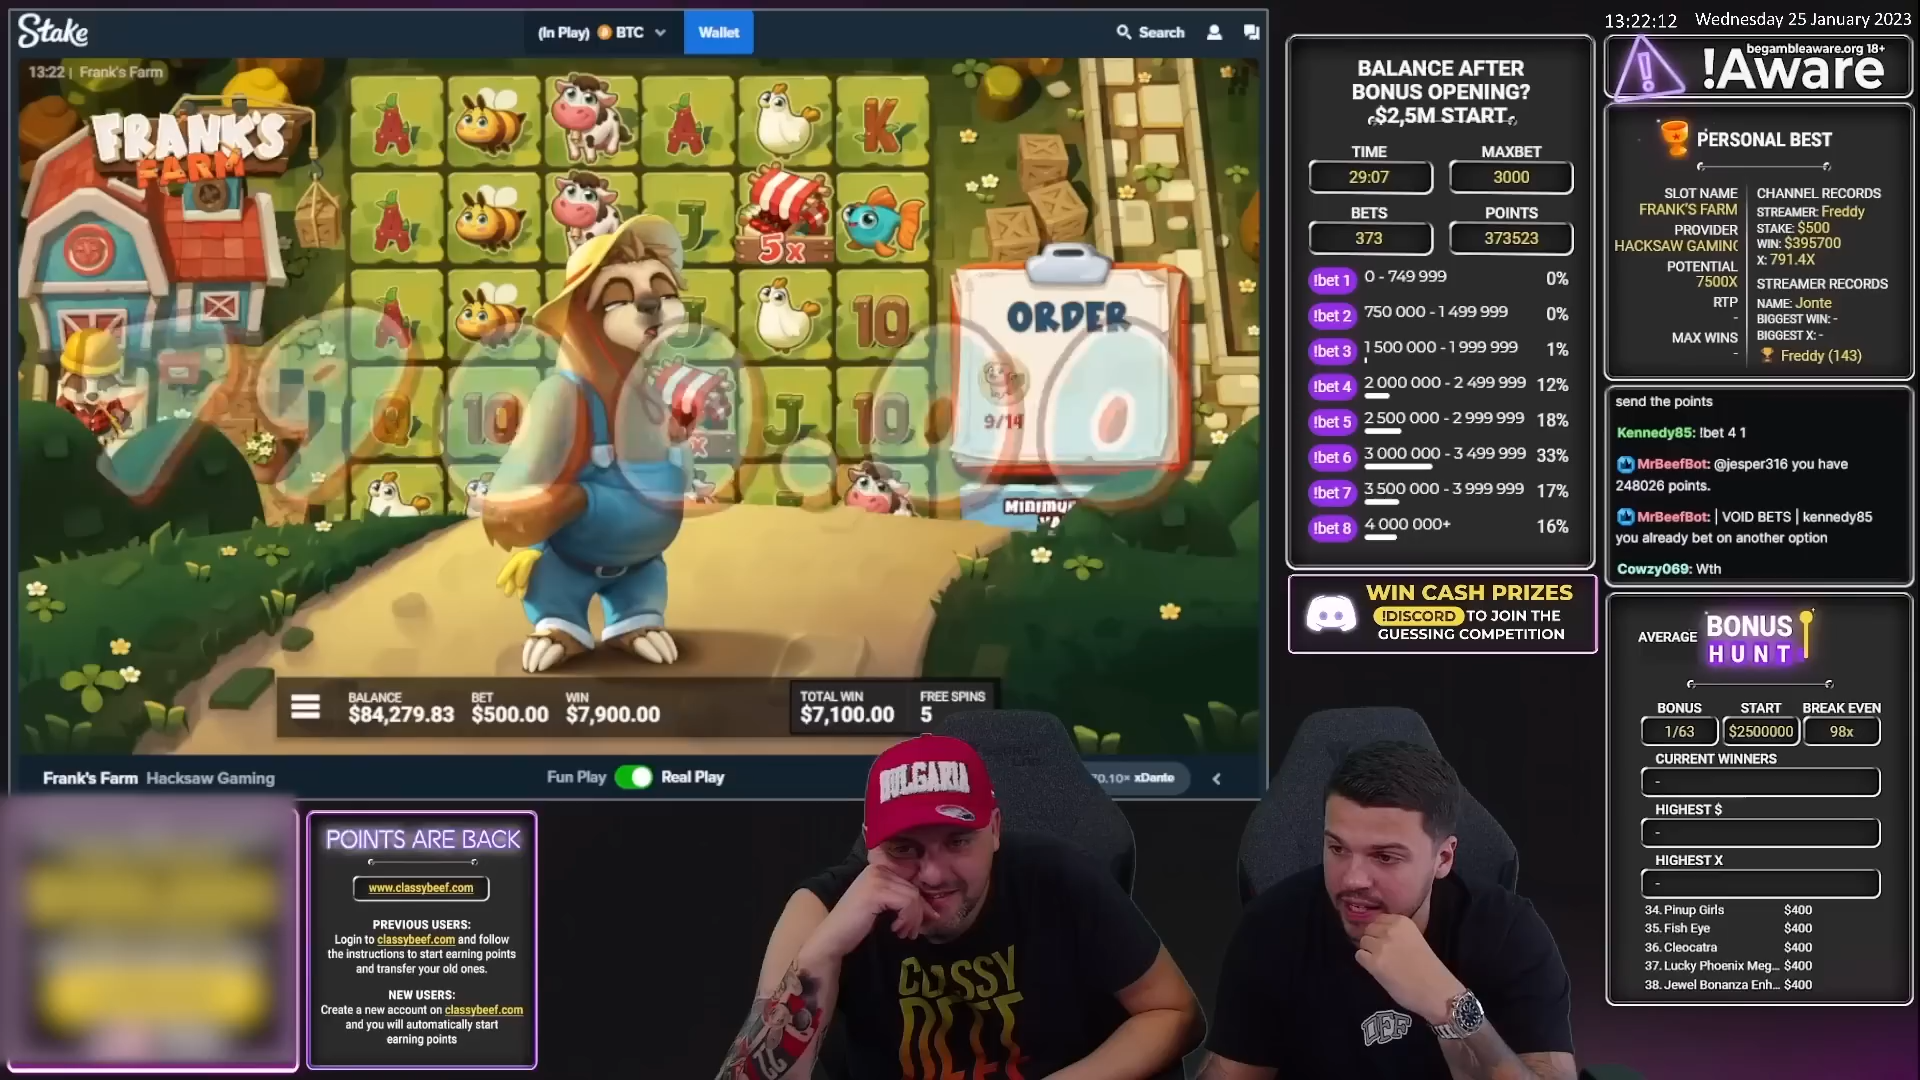 13:22:12 Wednesday 25 January 2023
Stake
(In Play) BTC
Wallet
Search
13:22 | Frank's Farm
FRANK'S
FARM
A
A
K
A
J
5x
A
J
10
Q
10
J
10
ORDER
9/14
MINIMUM
BALANCE
$84,279.83
BET
$500.00
WIN
$7,900.00
TOTAL WIN
$7,100.00
FREE SPINS
5
Frank's Farm Hacksaw Gaming
Fun Play Real Play
70.10× xDante
BALANCE AFTER
BONUS OPENING?
$2,5M START
TIME
29:07
MAXBET
3000
BETS
373
POINTS
373523
!bet 1 0 - 749 999 0%
!bet 2 750 000 - 1 499 999 0%
!bet 3 1 500 000 - 1 999 999 1%
!bet 4 2 000 000 - 2 499 999 12%
!bet 5 2 500 000 - 2 999 999 18%
!bet 6 3 000 000 - 3 499 999 33%
!bet 7 3 500 000 - 3 999 999 17%
!bet 8 4 000 000+ 16%
WIN CASH PRIZES
!DISCORD TO JOIN THE
GUESSING COMPETITION
begambleaware.org 18+
!Aware
PERSONAL BEST
SLOT NAME
FRANK'S FARM
PROVIDER
HACKSAW GAMING
POTENTIAL
7500X
RTP
-
MAX WINS
-
CHANNEL RECORDS
STREAMER: Freddy
STAKE: $500
WIN: $395700
X: 791.4X
STREAMER RECORDS
NAME: Jonte
BIGGEST WIN: -
BIGGEST X: -
Freddy (143)
send the points
Kennedy85: !bet 4 1
MrBeefBot: @jesper316 you have
248026 points.
MrBeefBot: | VOID BETS | kennedy85
you already bet on another option
Cowzy069: Wth
AVERAGE BONUS
HUNT
BONUS
1/63
START
$2500000
BREAK EVEN
98x
CURRENT WINNERS
-
HIGHEST $
-
HIGHEST X
-
34. Pinup Girls $400
35. Fish Eye $400
36. Cleocatra $400
37. Lucky Phoenix Meg... $400
38. Jewel Bonanza Enh... $400
POINTS ARE BACK
www.classybeef.com
PREVIOUS USERS:
Login to classybeef.com and follow
the instructions to start earning points
and transfer your old ones.
NEW USERS:
Create a new account on classybeef.com
and you will automatically start
earning points
BULGARIA
CLASSY
BEEF